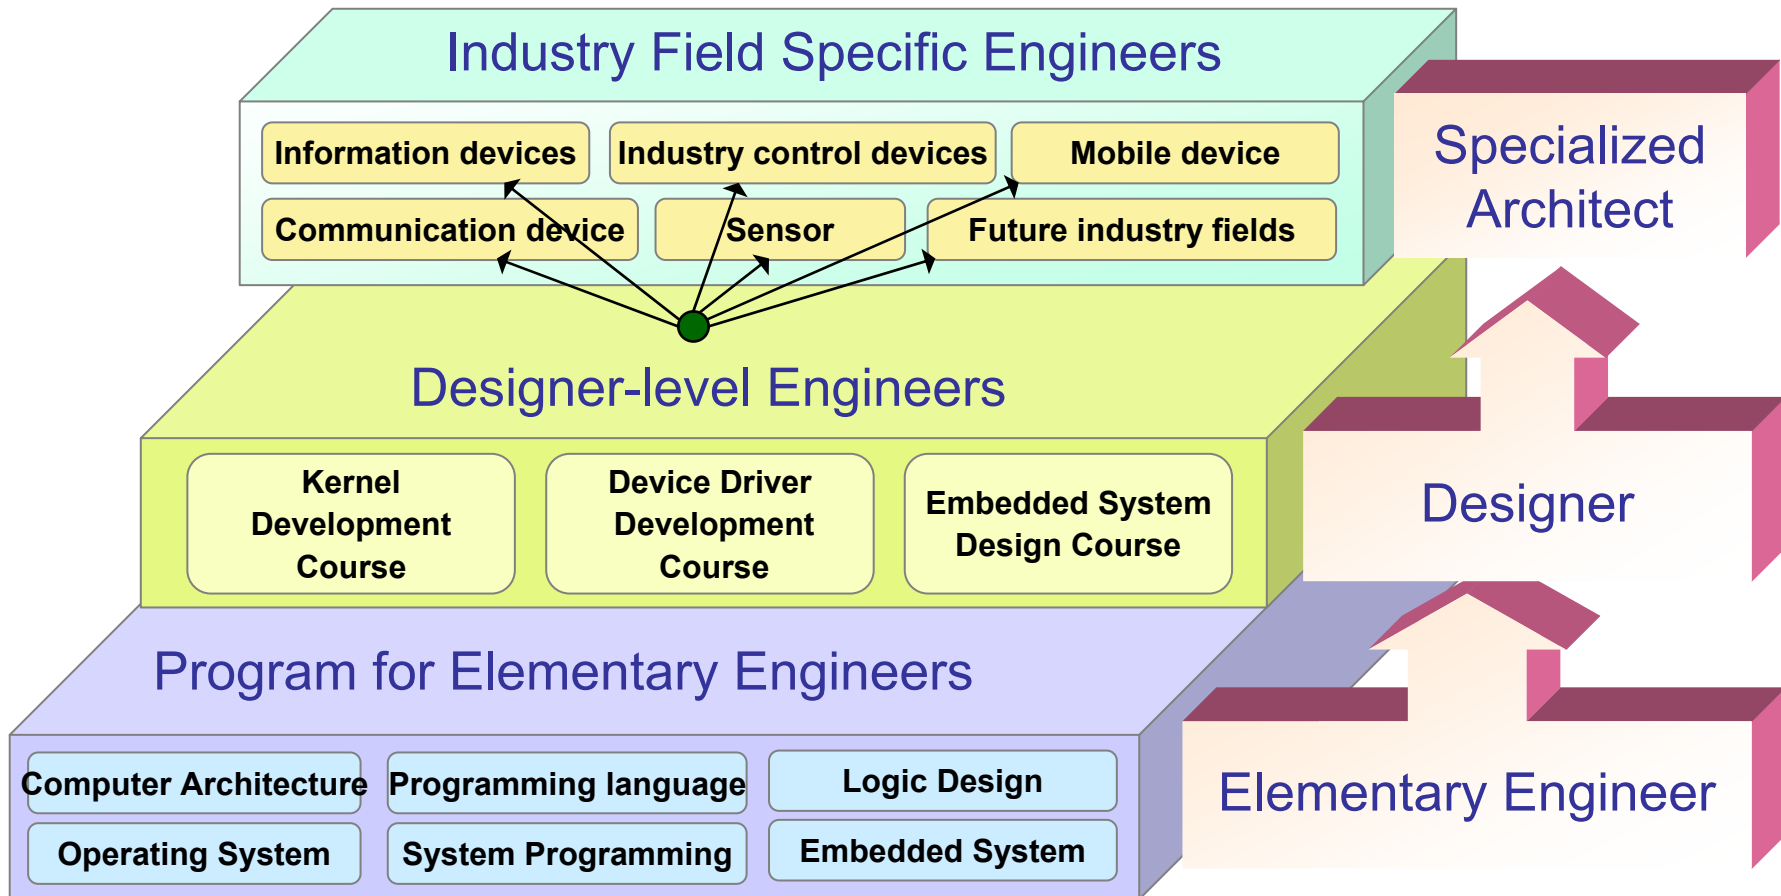 Industry Field Specific Engineers
Information devices
Industry control devices
Mobile device
Communication device
Sensor
Future industry fields
Specialized
Architect
Designer-level Engineers
Kernel
Development
Course
Device Driver
Development
Course
Embedded System
Design Course
Designer
Program for Elementary Engineers
Computer Architecture
Programming language
Logic Design
Operating System
System Programming
Embedded System
Elementary Engineer